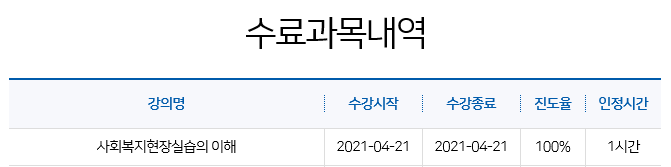 수료과목내역
강의명 수강시작 수강종료 진도율 인정시간
사회복지현장실습의 이해 2021-04-21 2021-04-21 100% 1시간